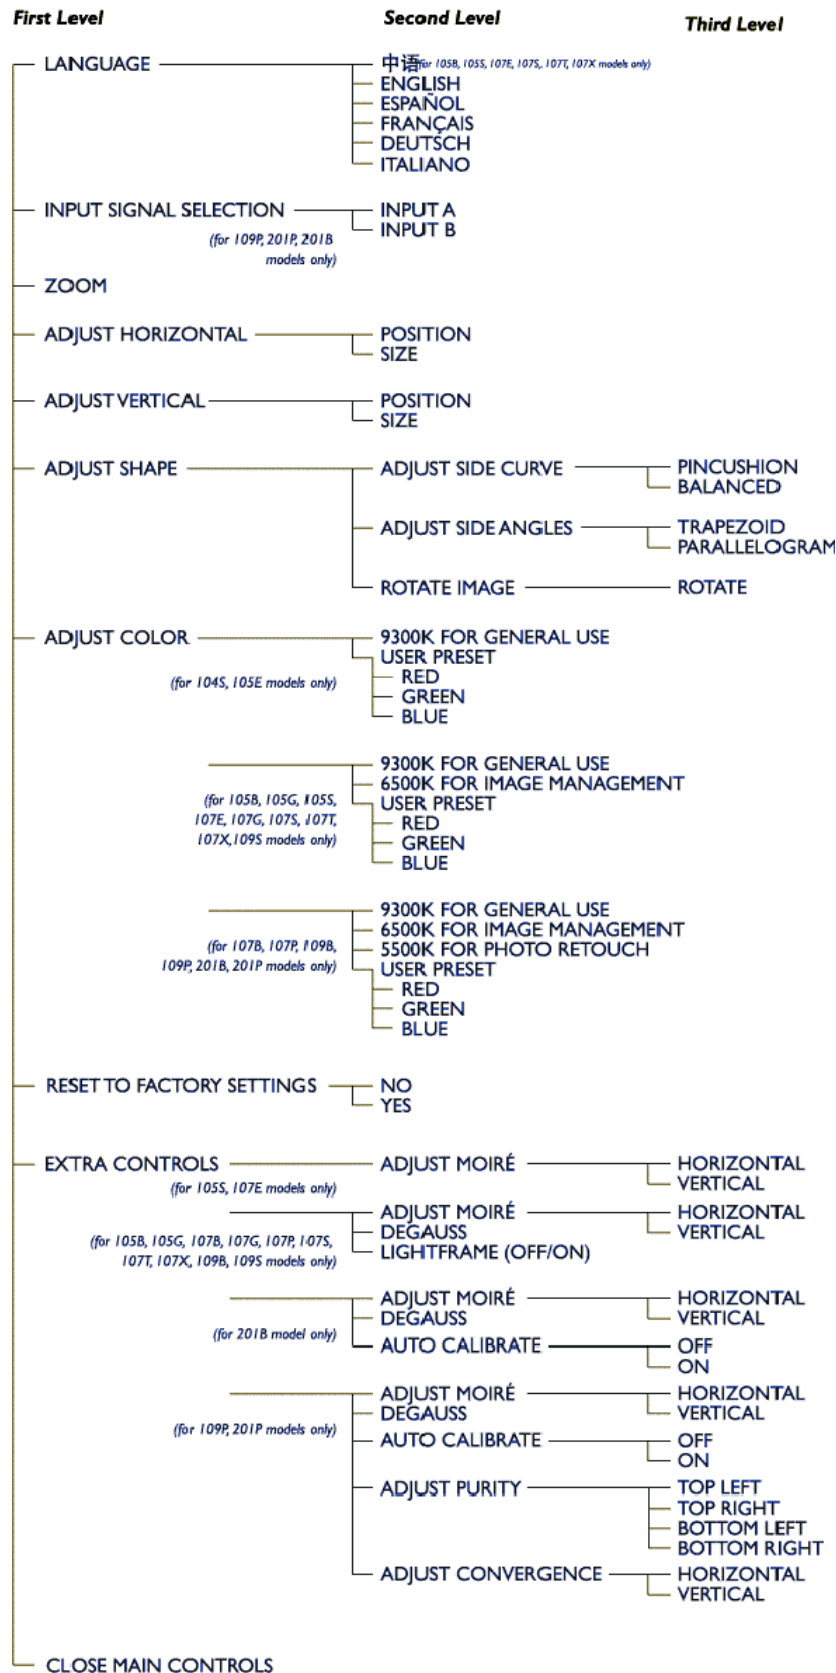 First Level Second Level Third Level
LANGUAGE 中语 (for 105B, 105S, 107E, 107S, 107T, 107X models only)
ENGLISH
ESPAÑOL
FRANÇAIS
DEUTSCH
ITALIANO
INPUT SIGNAL SELECTION INPUT A
(for 109P, 201P, 201B INPUT B
models only)
ZOOM
ADJUST HORIZONTAL POSITION
SIZE
ADJUST VERTICAL POSITION
SIZE
ADJUST SHAPE ADJUST SIDE CURVE PINCUSHION
BALANCED
ADJUST SIDE ANGLES TRAPEZOID
PARALLELOGRAM
ROTATE IMAGE ROTATE
ADJUST COLOR 9300K FOR GENERAL USE
USER PRESET
(for 104S, 105E models only) RED
GREEN
BLUE
9300K FOR GENERAL USE
6500K FOR IMAGE MANAGEMENT
(for 105B, 105G, 105S, USER PRESET
107E, 107G, 107S, 107T, RED
107X, 109S models only) GREEN
BLUE
9300K FOR GENERAL USE
6500K FOR IMAGE MANAGEMENT
(for 107B, 107P, 109B, 5500K FOR PHOTO RETOUCH
109P, 201B, 201P models only) USER PRESET
RED
GREEN
BLUE
RESET TO FACTORY SETTINGS NO
YES
EXTRA CONTROLS ADJUST MOIRÉ HORIZONTAL
(for 105S, 107E models only) VERTICAL
ADJUST MOIRÉ HORIZONTAL
(for 105B, 105G, 107B, 107G, 107P, 107S, DEGAUSS VERTICAL
107T, 107X, 109B, 109S models only) LIGHTFRAME (OFF/ON)
ADJUST MOIRÉ HORIZONTAL
DEGAUSS VERTICAL
(for 201B model only) AUTO CALIBRATE OFF
ON
ADJUST MOIRÉ HORIZONTAL
DEGAUSS VERTICAL
(for 109P, 201P models only) AUTO CALIBRATE OFF
ON
ADJUST PURITY TOP LEFT
TOP RIGHT
BOTTOM LEFT
BOTTOM RIGHT
ADJUST CONVERGENCE HORIZONTAL
VERTICAL
CLOSE MAIN CONTROLS